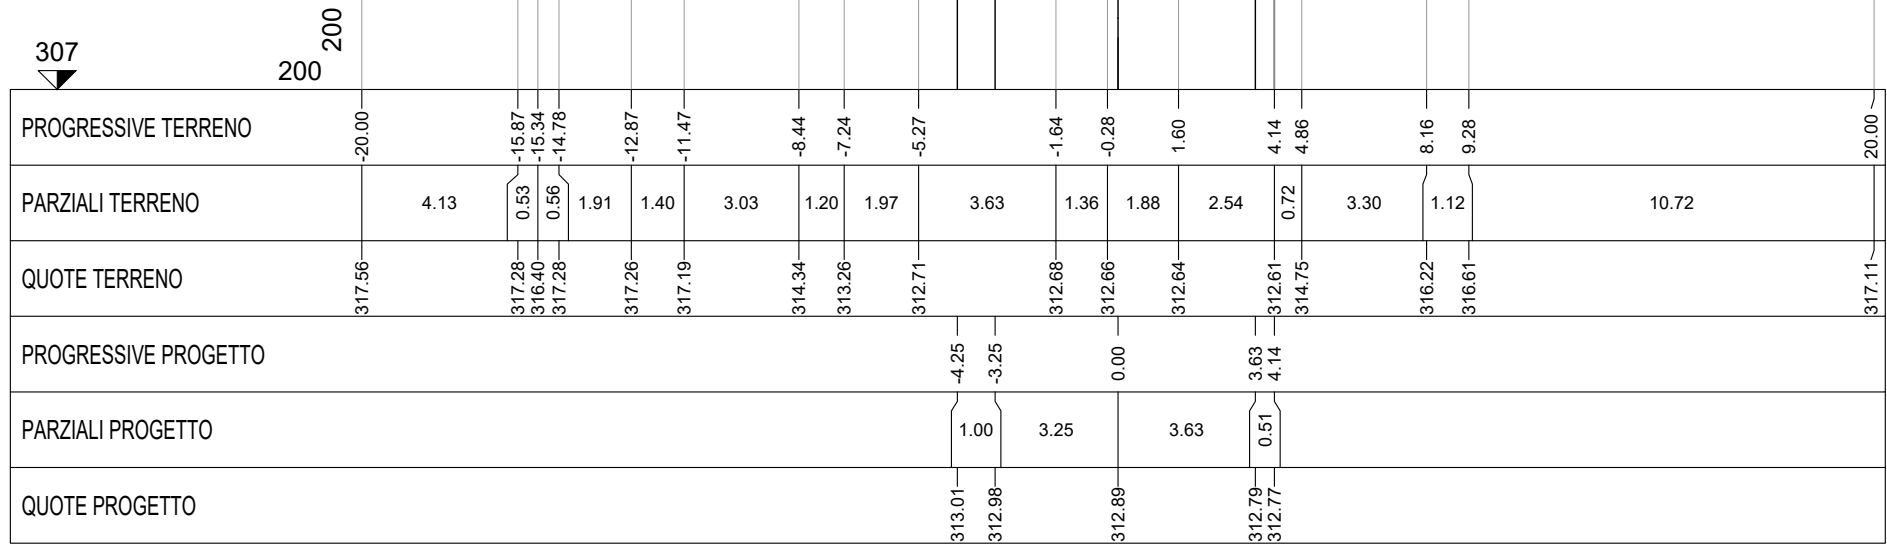 200
307
200
PROGRESSIVE TERRENO -20.00 -15.87 -15.34 -14.78 -12.87 -11.47 -8.44 -7.24 -5.27 -1.64 -0.28 1.60 4.14 4.86 8.16 9.28 20.00
PARZIALI TERRENO 4.13 0.53 0.56 1.91 1.40 3.03 1.20 1.97 3.63 1.36 1.88 2.54 0.72 3.30 1.12 10.72
QUOTE TERRENO 317.56 317.28 316.40 317.28 317.26 317.19 314.34 313.26 312.71 312.68 312.66 312.64 312.61 314.75 316.22 316.61 317.11
PROGRESSIVE PROGETTO -4.25 -3.25 0.00 3.63 4.14
PARZIALI PROGETTO 1.00 3.25 3.63 0.51
QUOTE PROGETTO 313.01 312.98 312.89 312.79 312.77